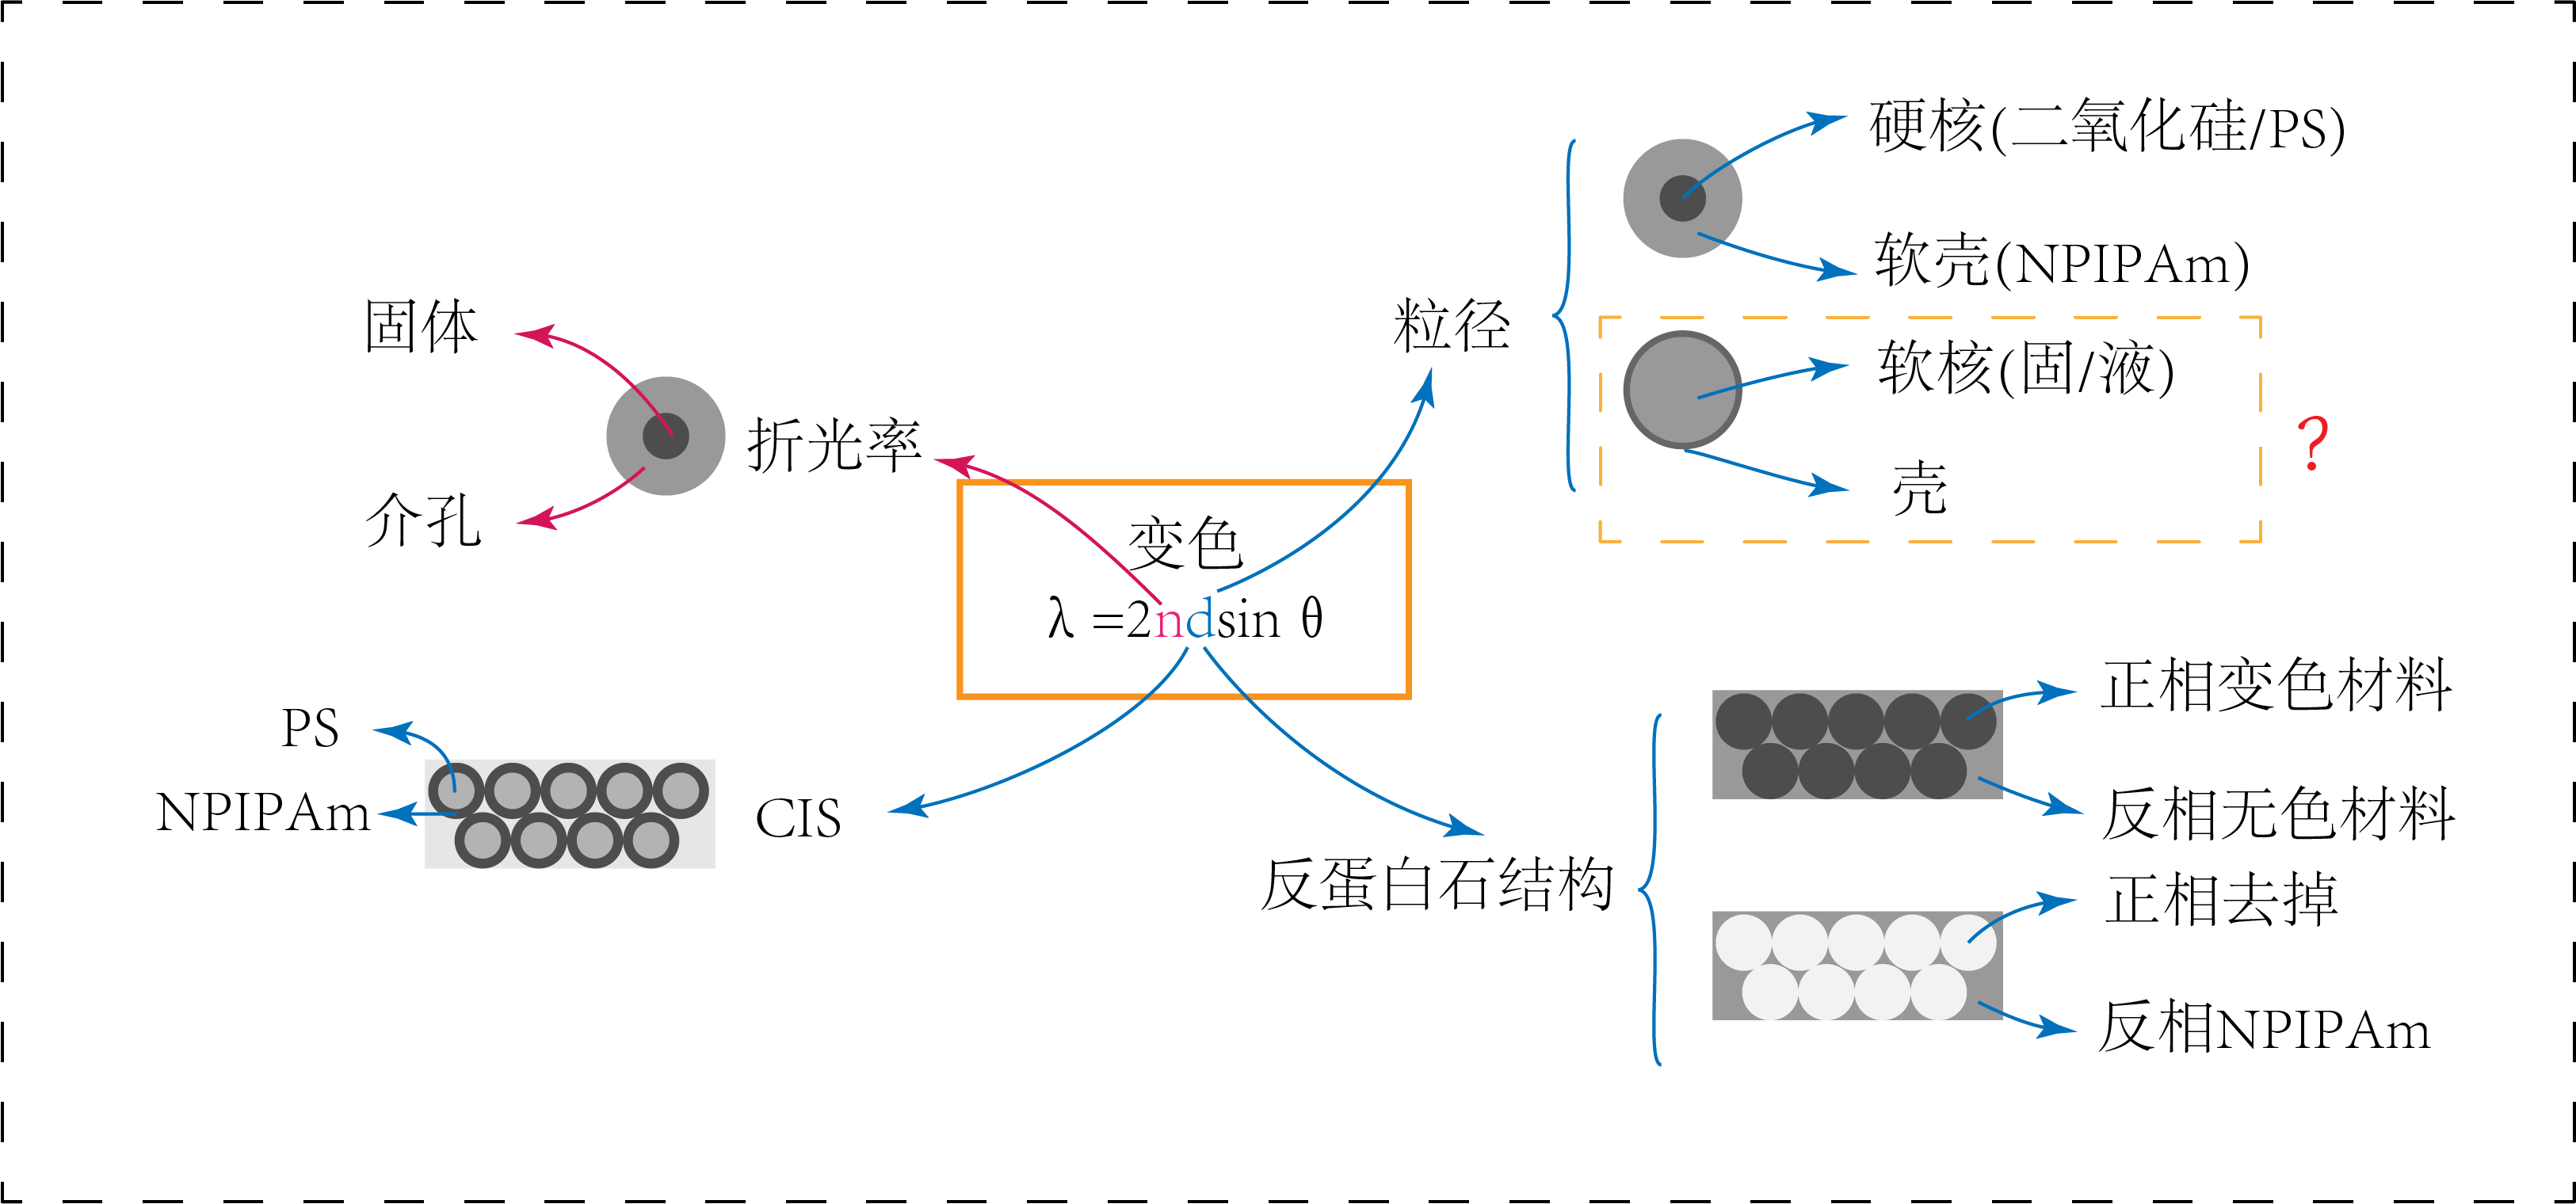 硬核(二氧化硅/PS)
软壳(NPIPAm)
粒径
软核(固/液)
壳
?
固体
折光率
介孔
变色
λ =2ndsin θ
PS
NPIPAm
CIS
反蛋白石结构
正相变色材料
反相无色材料
正相去掉
反相NPIPAm